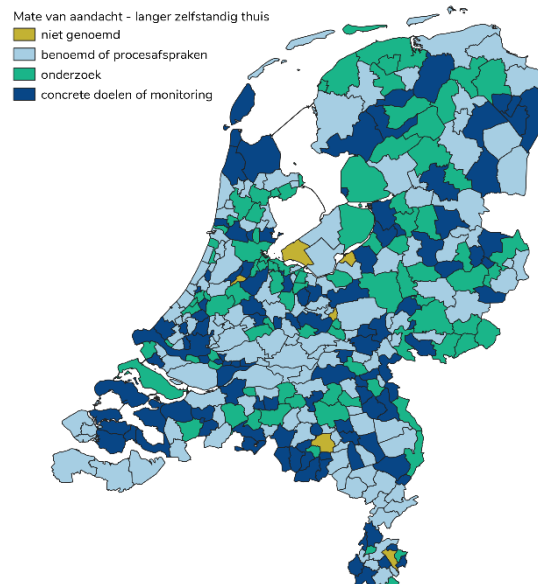 Mate van aandacht - langer zelfstandig thuis
niet genoemd
benoemd of procesafspraken
onderzoek
concrete doelen of monitoring